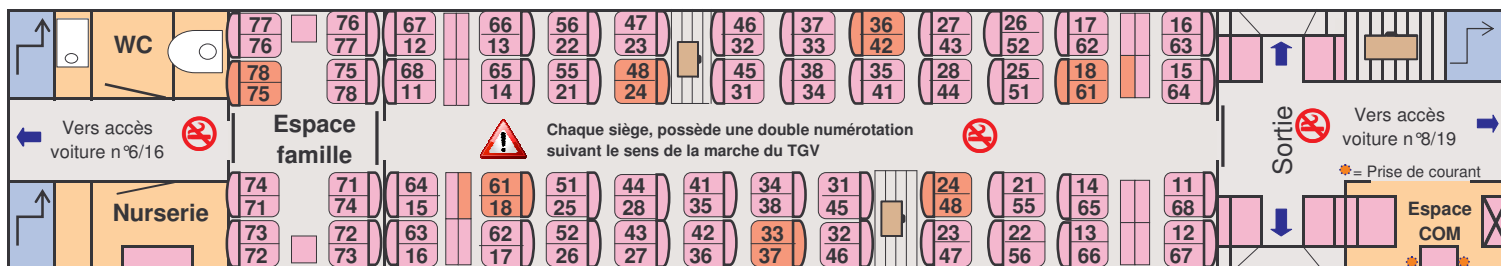 WC
77 76 67 66 56 47 46 37 36 27 26 17 16
76 77 12 13 22 23 32 33 42 43 52 62 63
78 75 68 65 55 48 45 38 35 28 25 18 15
75 78 11 14 21 24 31 34 41 44 51 61 64
Vers accès
voiture n°6/16
Espace
famille
Chaque siège, possède une double numérotation
suivant le sens de la marche du TGV
Sortie
Vers accès
voiture n°8/19
= Prise de courant
Nurserie
74 71 64 61 51 44 41 34 31 24 21 14 11
71 74 15 18 25 28 35 38 45 48 55 65 68
73 72 63 62 52 43 42 33 32 23 22 13 12
72 73 16 17 26 27 36 37 46 47 56 66 67
Espace
COM